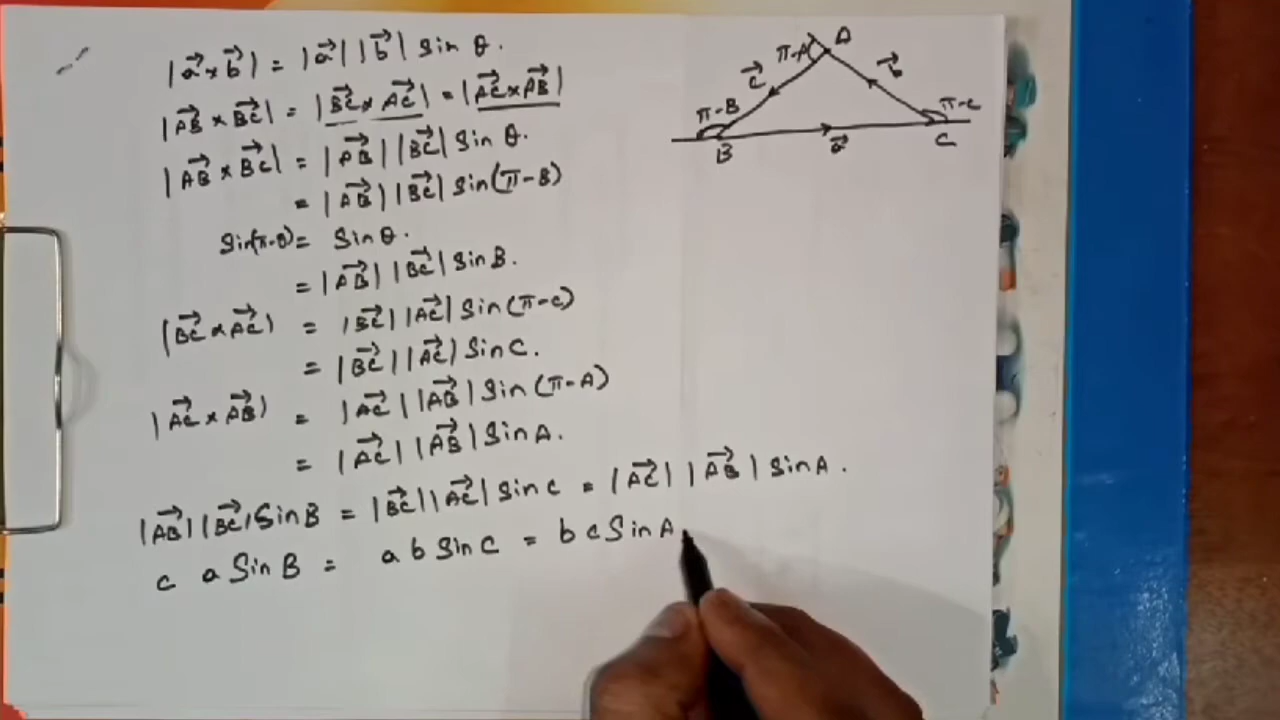 |a⃗ × b⃗| = |a⃗| |b⃗| Sin θ.
|AB⃗ × BC⃗| = |BC⃗ × AC⃗| = |AC⃗ × AB⃗|
|AB⃗ × BC⃗| = |AB⃗| |BC⃗| Sin θ.
= |AB⃗| |BC⃗| Sin(π-B)
Sin(π-θ) = Sin θ.
= |AB⃗| |BC⃗| Sin B.
|BC⃗ × AC⃗| = |BC⃗| |AC⃗| Sin(π-C)
= |BC⃗| |AC⃗| Sin C.
|AC⃗ × AB⃗| = |AC⃗| |AB⃗| Sin(π-A)
= |AC⃗| |AB⃗| Sin A.
|AB⃗| |BC⃗| Sin B = |BC⃗| |AC⃗| Sin C = |AC⃗| |AB⃗| Sin A.
c a Sin B = a b Sin C = b c Sin A
A
π-A
c⃗
b⃗
π-B
π-C
B
a⃗
C